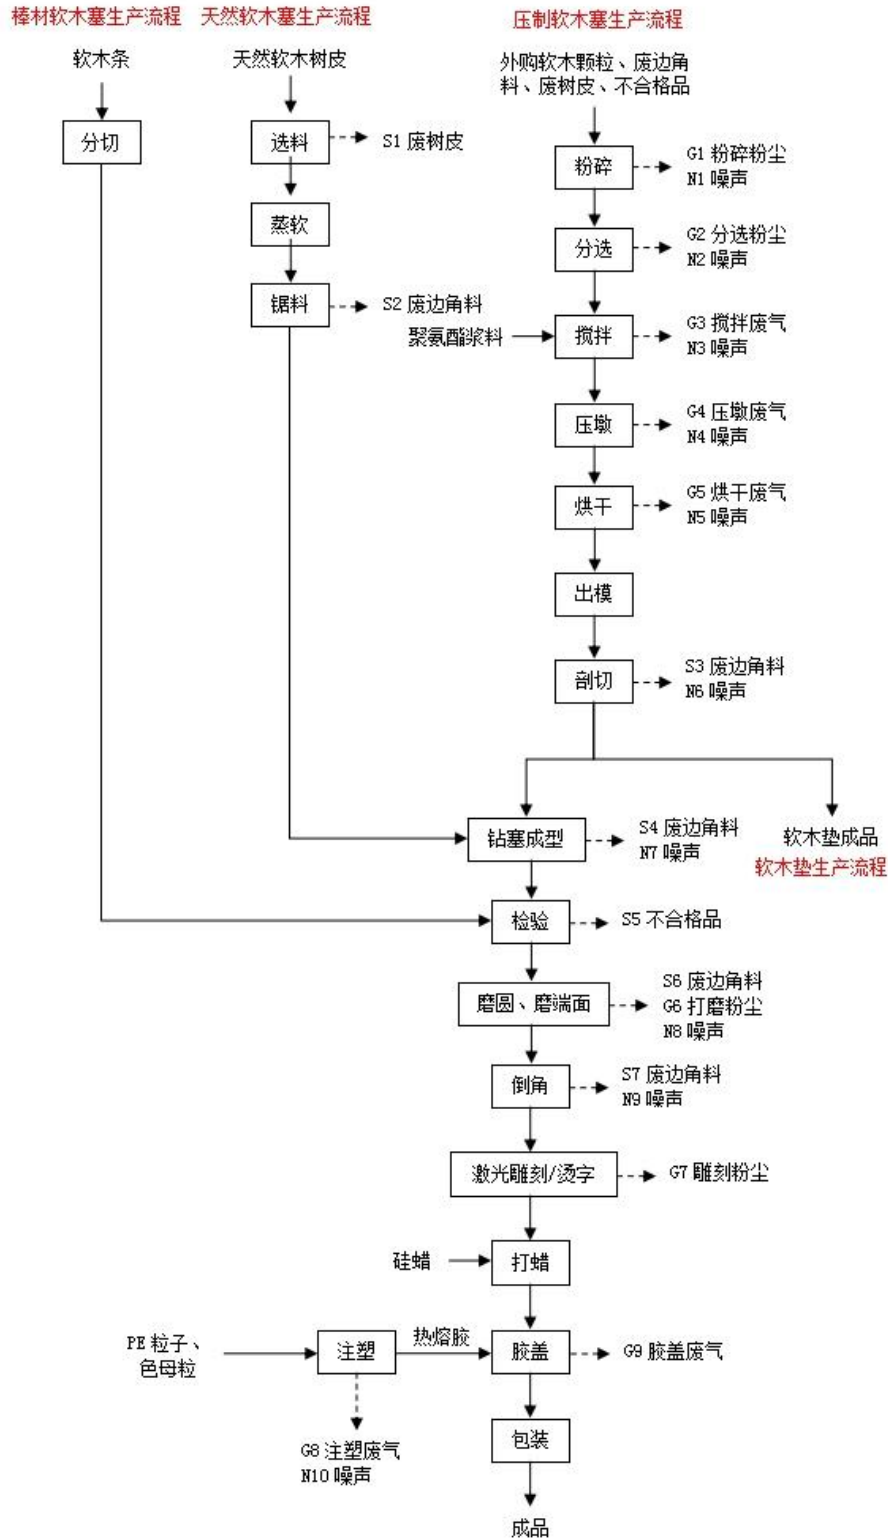 棒材软木塞生产流程
天然软木塞生产流程
压制软木塞生产流程
软木条
天然软木树皮
外购软木颗粒、废边角
料、废树皮、不合格品
分切
选料
S1 废树皮
粉碎
G1 粉碎粉尘
N1 噪声
蒸软
分选
G2 分选粉尘
N2 噪声
锯料
S2 废边角料
聚氨酯浆料
搅拌
G3 搅拌废气
N3 噪声
压墩
G4 压墩废气
N4 噪声
烘干
G5 烘干废气
N5 噪声
出模
剖切
S3 废边角料
N6 噪声
钻塞成型
S4 废边角料
N7 噪声
软木垫成品
软木垫生产流程
检验
S5 不合格品
磨圆、磨端面
S6 废边角料
G6 打磨粉尘
N8 噪声
倒角
S7 废边角料
N9 噪声
激光雕刻/烫字
G7 雕刻粉尘
硅蜡
打蜡
PE 粒子、
色母粒
注塑
热熔胶
胶盖
G9 胶盖废气
G8 注塑废气
N10 噪声
包装
成品